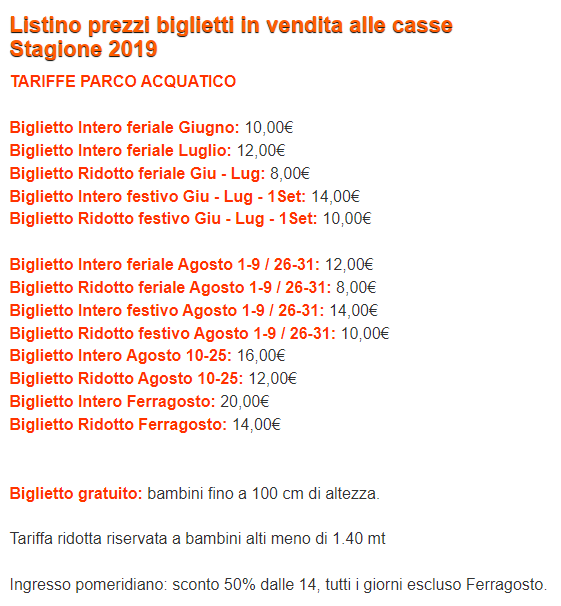 Listino prezzi biglietti in vendita alle casse
Stagione 2019
TARIFFE PARCO ACQUATICO
Biglietto Intero feriale Giugno: 10,00€
Biglietto Intero feriale Luglio: 12,00€
Biglietto Ridotto feriale Giu - Lug: 8,00€
Biglietto Intero festivo Giu - Lug - 1Set: 14,00€
Biglietto Ridotto festivo Giu - Lug - 1Set: 10,00€
Biglietto Intero feriale Agosto 1-9 / 26-31: 12,00€
Biglietto Ridotto feriale Agosto 1-9 / 26-31: 8,00€
Biglietto Intero festivo Agosto 1-9 / 26-31: 14,00€
Biglietto Ridotto festivo Agosto 1-9 / 26-31: 10,00€
Biglietto Intero Agosto 10-25: 16,00€
Biglietto Ridotto Agosto 10-25: 12,00€
Biglietto Intero Ferragosto: 20,00€
Biglietto Ridotto Ferragosto: 14,00€
Biglietto gratuito: bambini fino a 100 cm di altezza.
Tariffa ridotta riservata a bambini alti meno di 1.40 mt
Ingresso pomeridiano: sconto 50% dalle 14, tutti i giorni escluso Ferragosto.